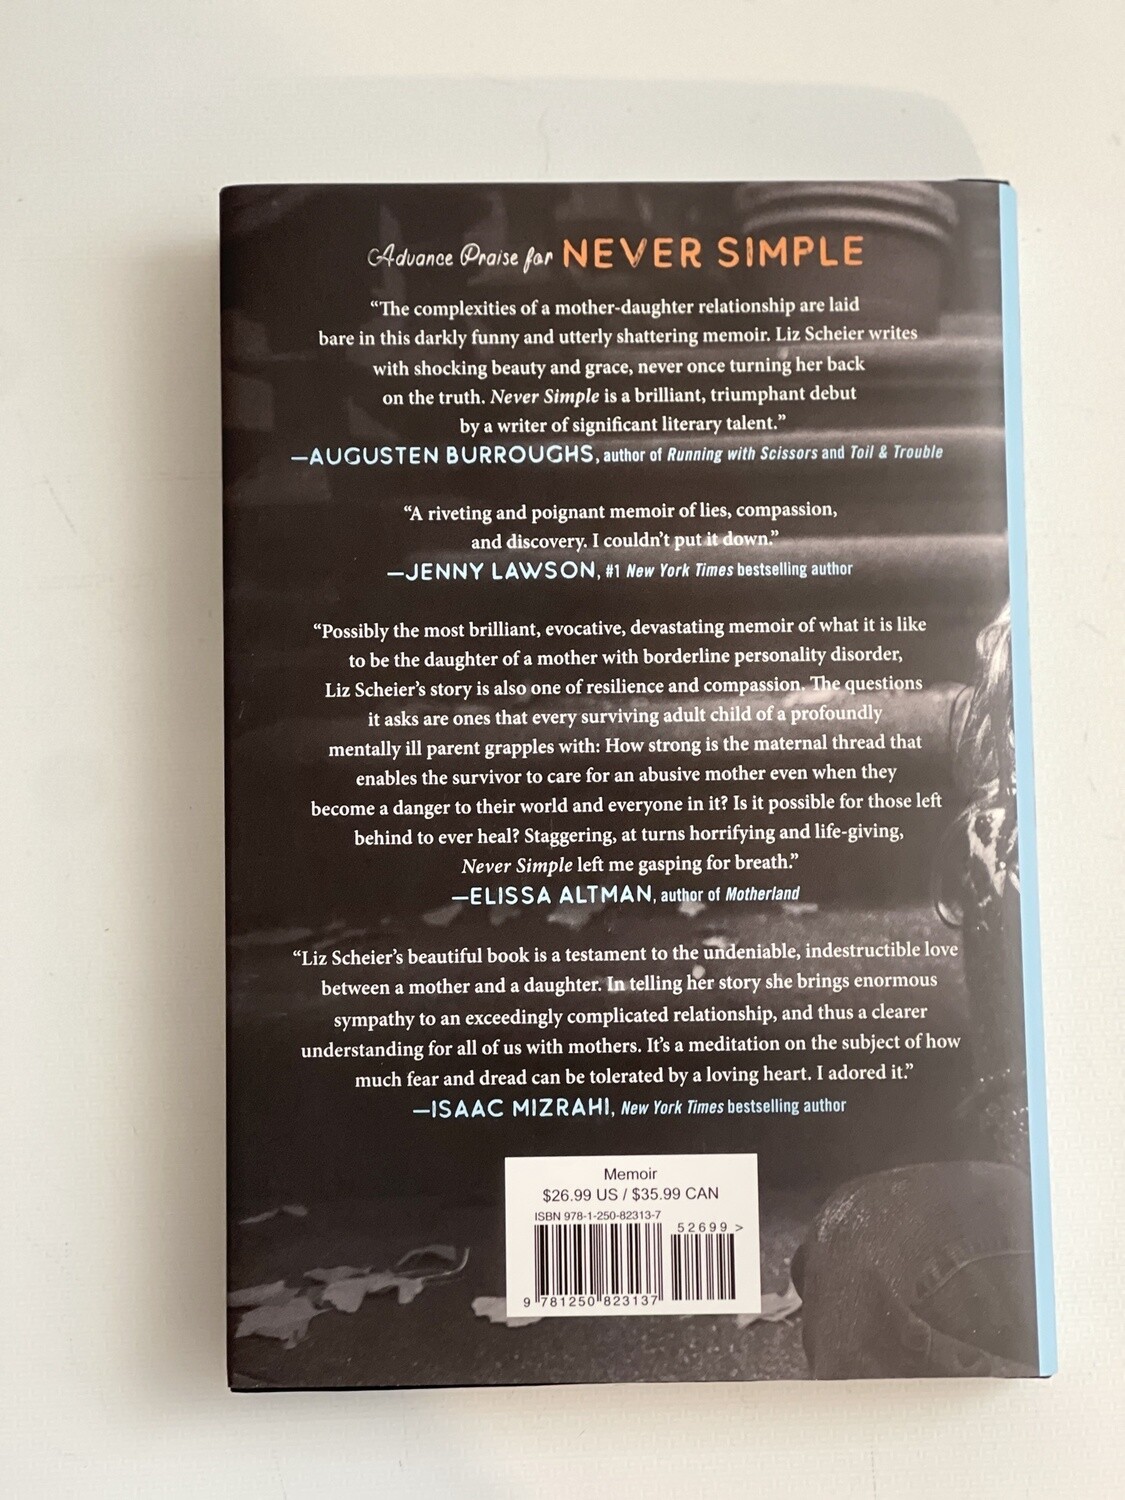 Advance Praise for NEVER SIMPLE
“The complexities of a mother-daughter relationship are laid
bare in this darkly funny and utterly shattering memoir. Liz Scheier writes
with shocking beauty and grace, never once turning her back
on the truth. Never Simple is a brilliant, triumphant debut
by a writer of significant literary talent.”
—AUGUSTEN BURROUGHS, author of Running with Scissors and Toil & Trouble
“A riveting and poignant memoir of lies, compassion,
and discovery. I couldn’t put it down.”
—JENNY LAWSON, #1 New York Times bestselling author
“Possibly the most brilliant, evocative, devastating memoir of what it is like
to be the daughter of a mother with borderline personality disorder,
Liz Scheier’s story is also one of resilience and compassion. The questions
it asks are ones that every surviving adult child of a profoundly
mentally ill parent grapples with: How strong is the maternal thread that
enables the survivor to care for an abusive mother even when they
become a danger to their world and everyone in it? Is it possible for those left
behind to ever heal? Staggering, at turns horrifying and life-giving,
Never Simple left me gasping for breath.”
—ELISSA ALTMAN, author of Motherland
“Liz Scheier’s beautiful book is a testament to the undeniable, indestructible love
between a mother and a daughter. In telling her story she brings enormous
sympathy to an exceedingly complicated relationship, and thus a clearer
understanding for all of us with mothers. It’s a meditation on the subject of how
much fear and dread can be tolerated by a loving heart. I adored it.”
—ISAAC MIZRAHI, New York Times bestselling author
Memoir
$26.99 US / $35.99 CAN
ISBN 978-1-250-82313-7
52699 >
9 781250 823137